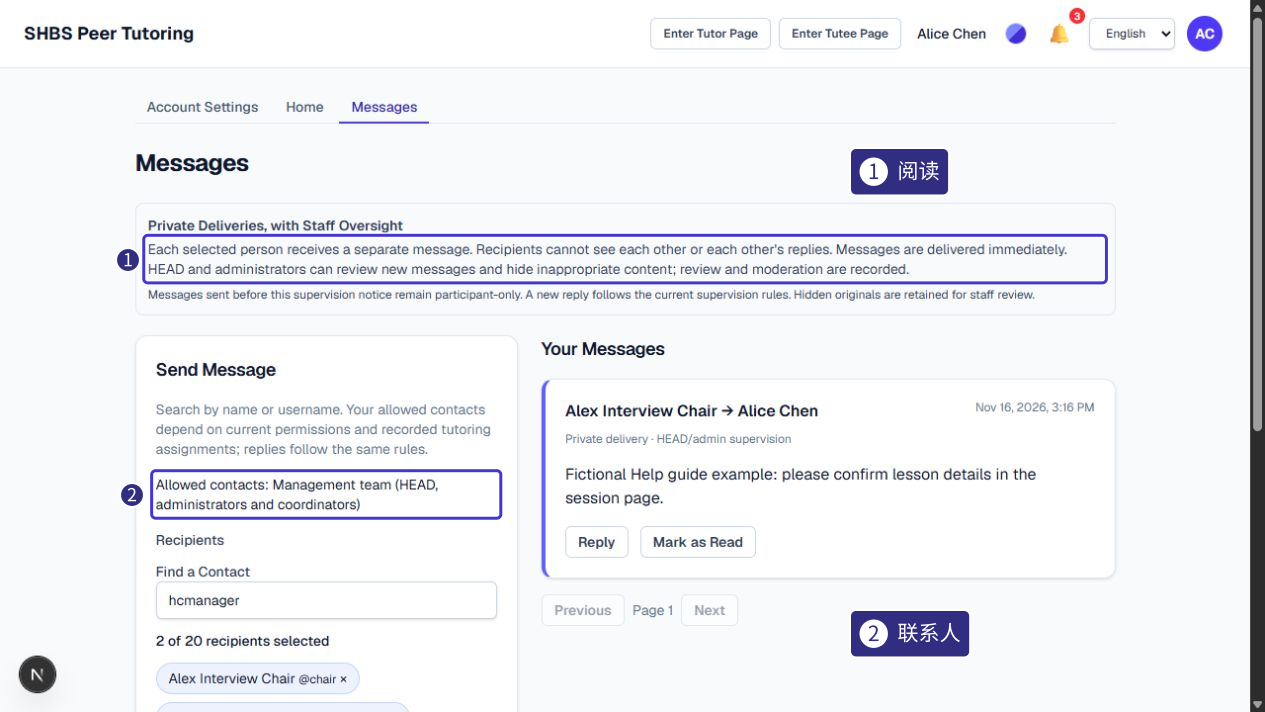 SHBS Peer Tutoring
Enter Tutor Page
Enter Tutee Page
Alice Chen
3
English
AC
Account Settings
Home
Messages
Messages
1 阅读
Private Deliveries, with Staff Oversight
1
Each selected person receives a separate message. Recipients cannot see each other or each other's replies. Messages are delivered immediately.
HEAD and administrators can review new messages and hide inappropriate content; review and moderation are recorded.
Messages sent before this supervision notice remain participant-only. A new reply follows the current supervision rules. Hidden originals are retained for staff review.
Send Message
Search by name or username. Your allowed contacts
depend on current permissions and recorded tutoring
assignments; replies follow the same rules.
2
Allowed contacts: Management team (HEAD,
administrators and coordinators)
Recipients
Find a Contact
hcmanager
2 of 20 recipients selected
Alex Interview Chair @chair ×
N
Your Messages
Alex Interview Chair → Alice Chen
Nov 16, 2026, 3:16 PM
Private delivery · HEAD/admin supervision
Fictional Help guide example: please confirm lesson details in the
session page.
Reply
Mark as Read
Previous
Page 1
Next
2 联系人